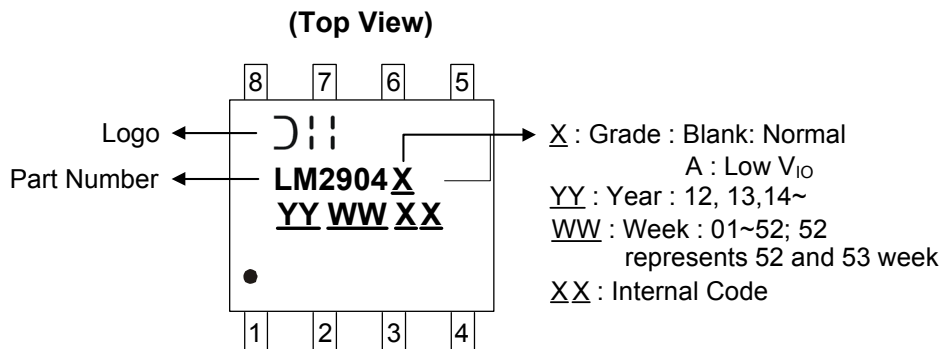 (Top View)
8 7 6 5
Logo
Part Number
LM2904X
YY WW XX
X : Grade : Blank: Normal
A : Low VIO
YY : Year : 12, 13,14~
WW : Week : 01~52; 52
represents 52 and 53 week
XX : Internal Code
1 2 3 4